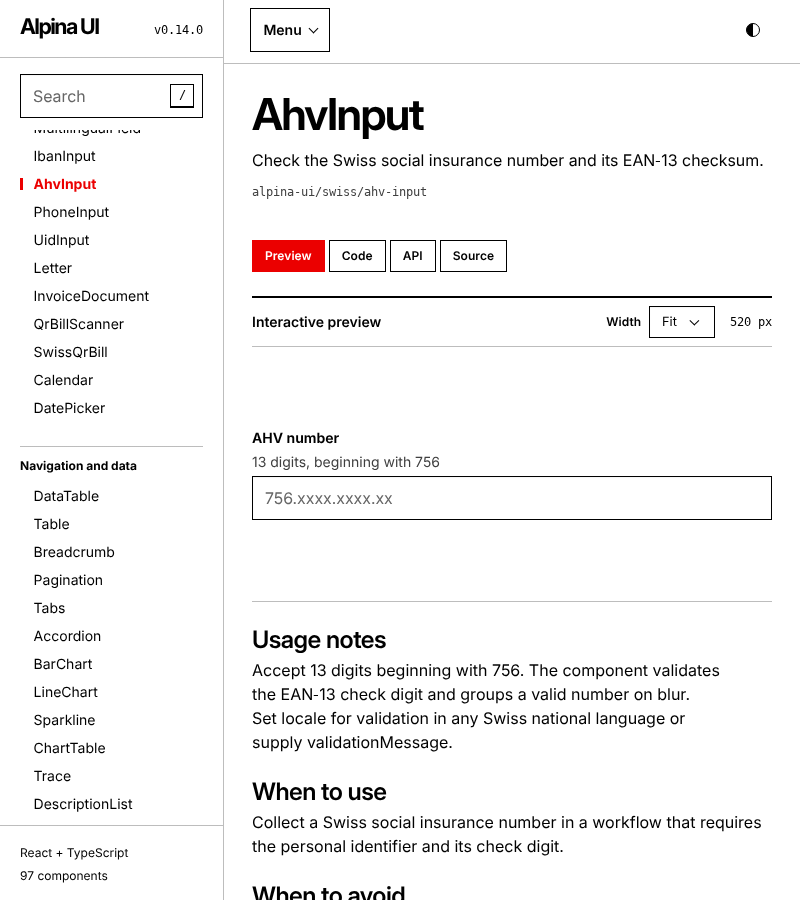 Alpina UI
v0.14.0
Search
/
MultilingualField
IbanInput
AhvInput
PhoneInput
UidInput
Letter
InvoiceDocument
QrBillScanner
SwissQrBill
Calendar
DatePicker
Navigation and data
DataTable
Table
Breadcrumb
Pagination
Tabs
Accordion
BarChart
LineChart
Sparkline
ChartTable
Trace
DescriptionList
React + TypeScript
97 components
Menu
AhvInput
Check the Swiss social insurance number and its EAN-13 checksum.
alpina-ui/swiss/ahv-input
Preview
Code
API
Source
Interactive preview
Width
Fit
520 px
AHV number
13 digits, beginning with 756
756.xxxx.xxxx.xx
Usage notes
Accept 13 digits beginning with 756. The component validates
the EAN-13 check digit and groups a valid number on blur.
Set locale for validation in any Swiss national language or
supply validationMessage.
When to use
Collect a Swiss social insurance number in a workflow that requires
the personal identifier and its check digit.
When to avoid